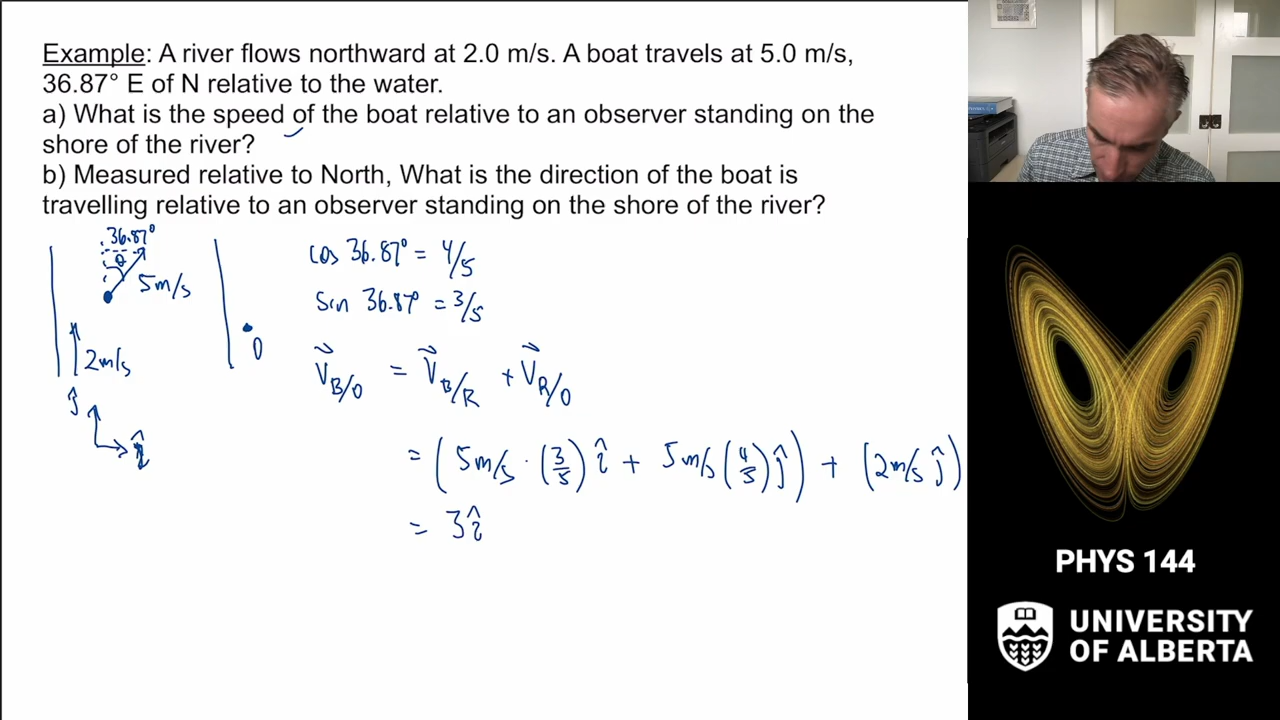 Example: A river flows northward at 2.0 m/s. A boat travels at 5.0 m/s,
36.87° E of N relative to the water.
a) What is the speed of the boat relative to an observer standing on the
shore of the river?
b) Measured relative to North, What is the direction of the boat is
travelling relative to an observer standing on the shore of the river?
36.87°
θ
5m/s
2m/s
O
ĵ
î
cos 36.87° = 4/5
sin 36.87° = 3/5
V⃗B/O = V⃗B/R + V⃗R/O
= (5m/s · (3/5) î + 5m/s (4/5) ĵ) + (2m/s ĵ)
= 3î
PHYS 144
UNIVERSITY
OF ALBERTA